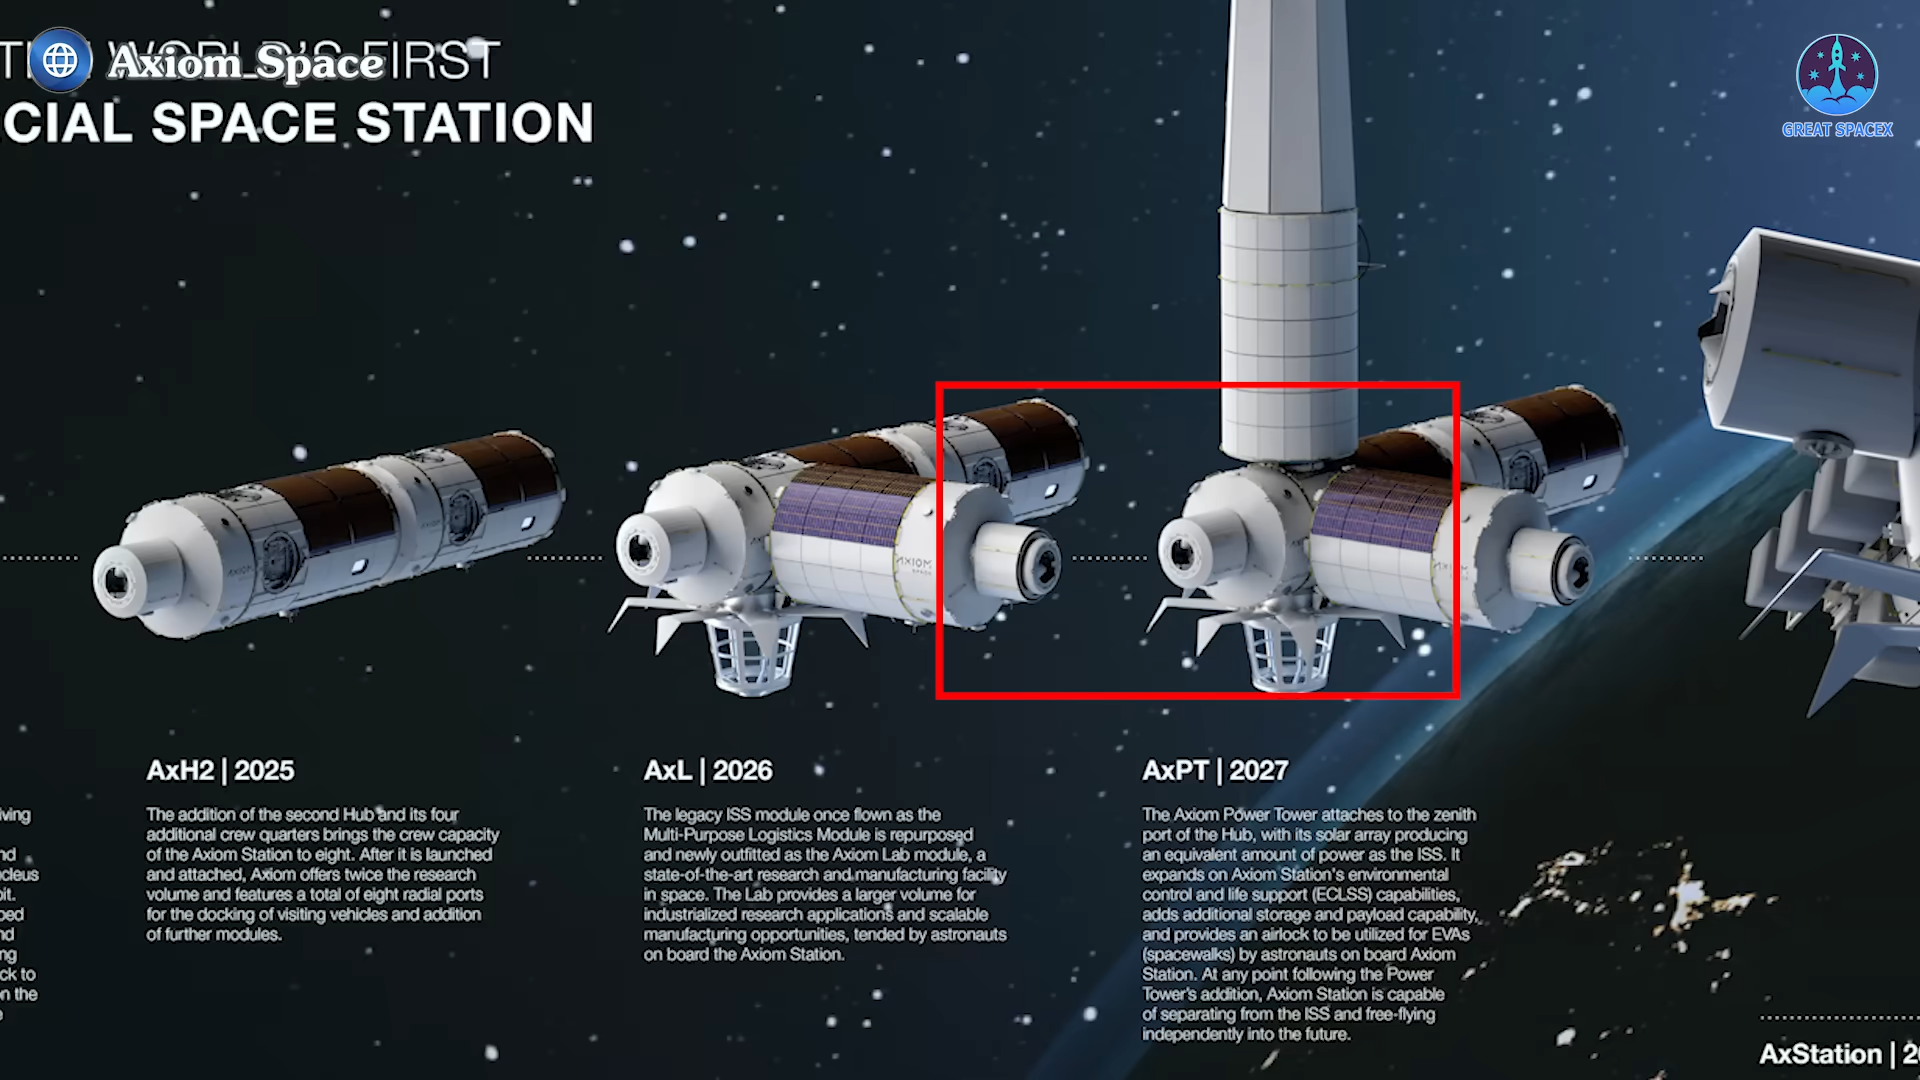 WORLD'S FIRST
Axiom_Space
CIAL SPACE STATION
GREAT SPACEX
AXIOM
AXIOM
AXIOM
SPACE
AxH2 | 2025
The addition of the second Hub and its four
additional crew quarters brings the crew capacity
of the Axiom Station to eight. After it is launched
and attached, Axiom offers twice the research
volume and features a total of eight radial ports
for the docking of visiting vehicles and addition
of further modules.
AxL | 2026
The legacy ISS module once flown as the
Multi-Purpose Logistics Module is repurposed
and newly outfitted as the Axiom Lab module, a
state-of-the-art research and manufacturing facility
in space. The Lab provides a larger volume for
industrialized research applications and scalable
manufacturing opportunities, tended by astronauts
on board the Axiom Station.
AxPT | 2027
The Axiom Power Tower attaches to the zenith
port of the Hub, with its solar array producing
an equivalent amount of power as the ISS. It
expands on Axiom Station's environmental
control and life support (ECLSS) capabilities,
adds additional storage and payload capability,
and provides an airlock to be utilized for EVAs
(spacewalks) by astronauts on board Axiom
Station. At any point following the Power
Tower's addition, Axiom Station is capable
of separating from the ISS and free-flying
independently into the future.
AxStation | 2